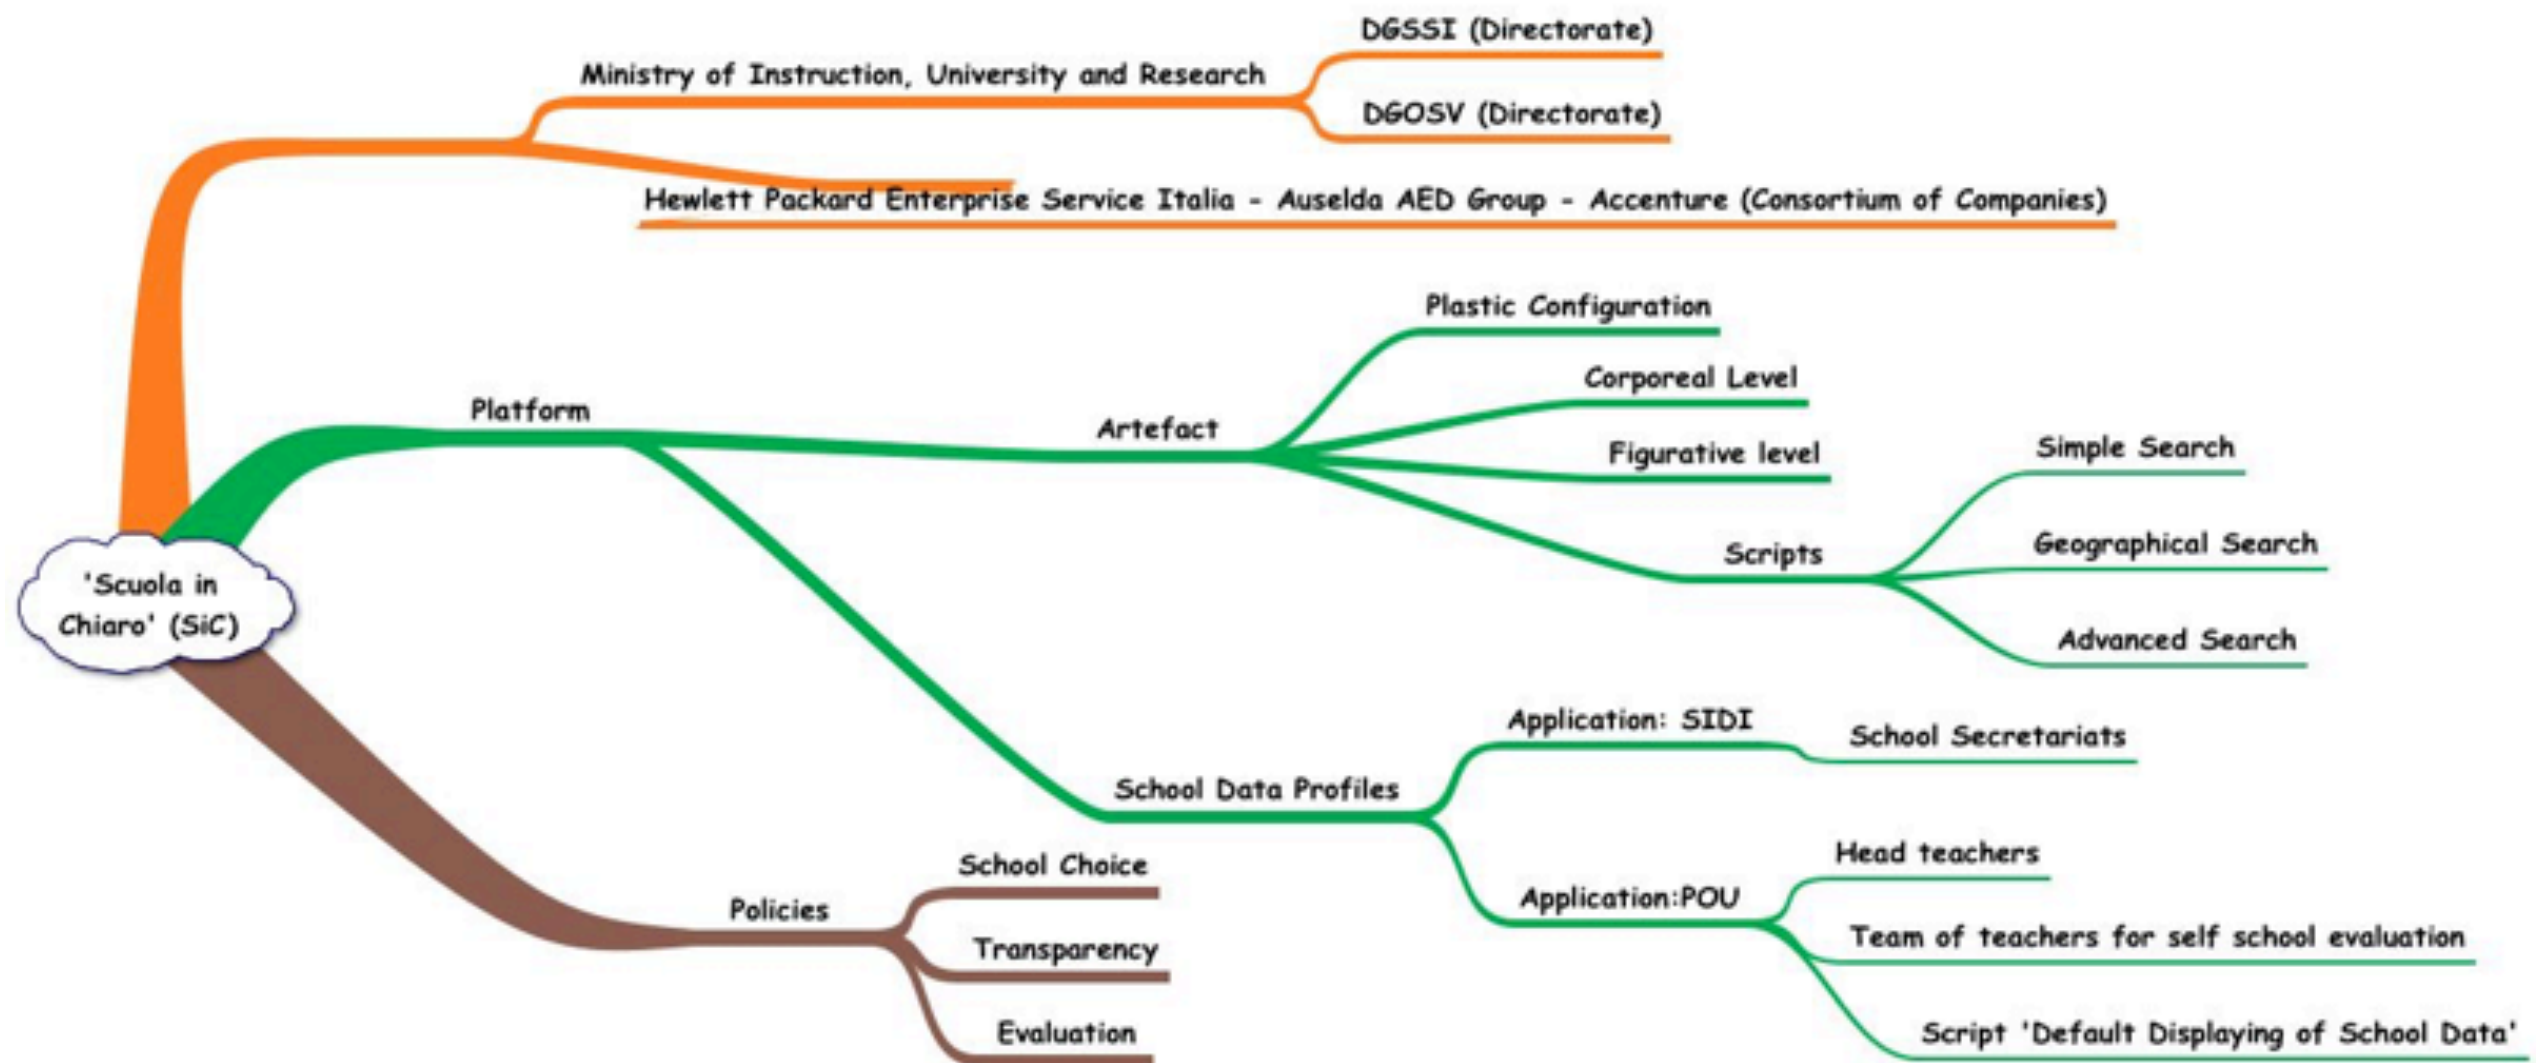 DGSSI (Directorate)
Ministry of Instruction, University and Research
DGOSV (Directorate)
Hewlett Packard Enterprise Service Italia - Auselda AED Group - Accenture (Consortium of Companies)
Plastic Configuration
Corporeal Level
Platform
Artefact
Figurative level
Simple Search
Geographical Search
Scripts
Advanced Search
'Scuola in
Chiaro' (SiC)
Application: SIDI
School Secretariats
School Data Profiles
Head teachers
Application:POU
Team of teachers for self school evaluation
Script 'Default Displaying of School Data'
School Choice
Policies
Transparency
Evaluation